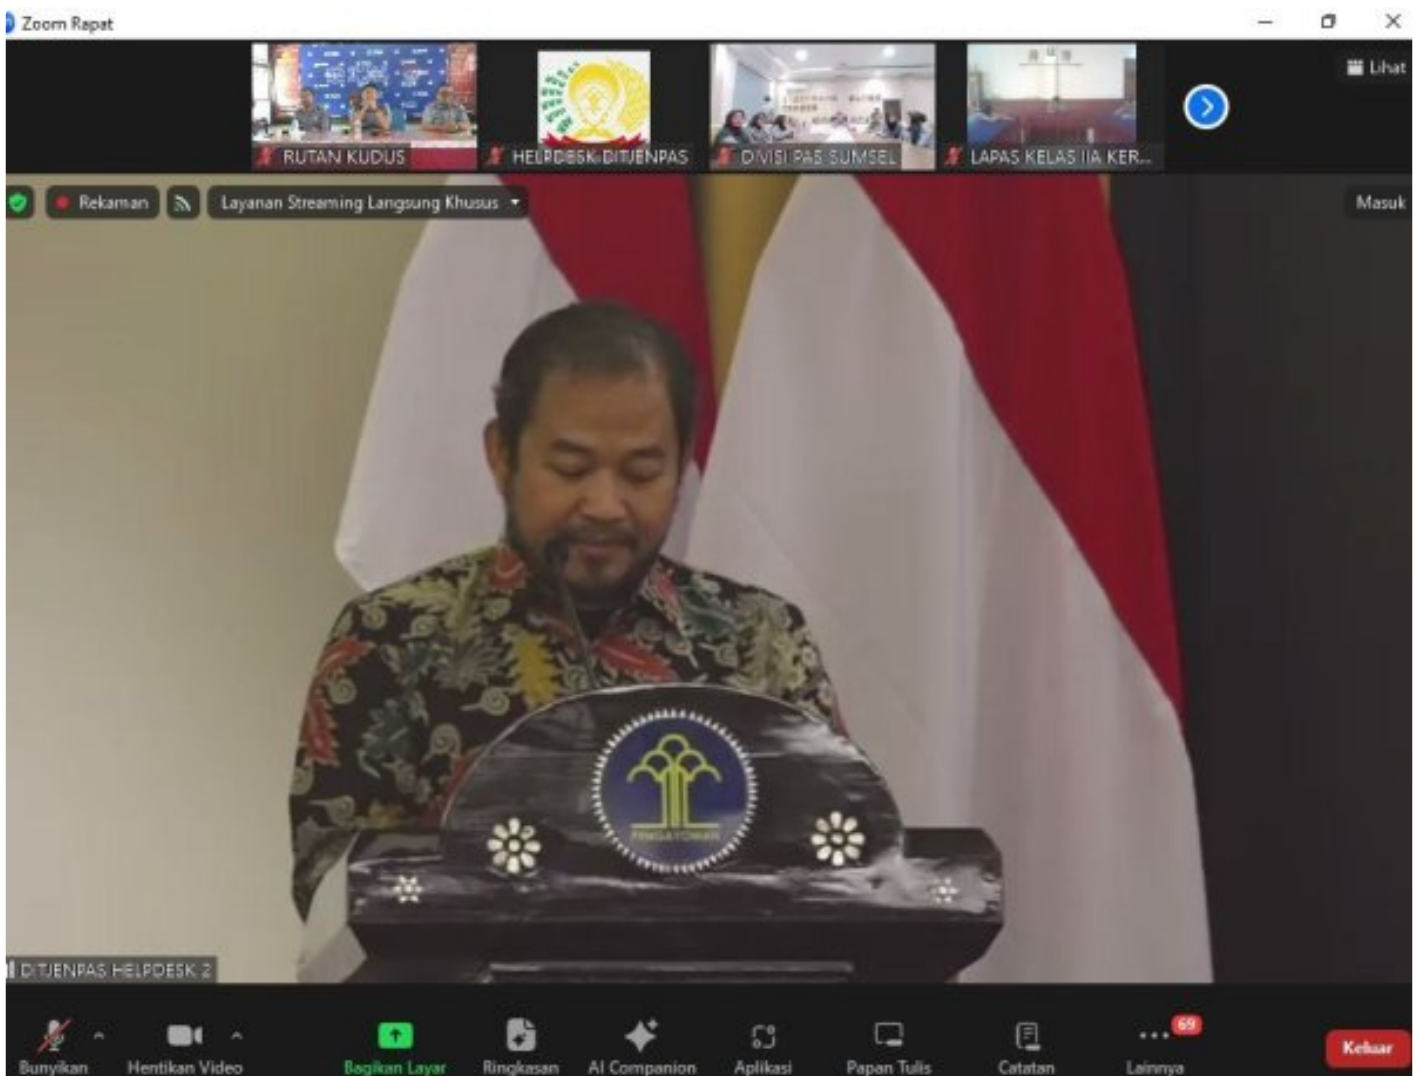 Zoom Rapat
Lihat
RUTAN KUDUS
HELPDESK DITJENPAS
DIVISI PAS SUMSEL
LAPAS KELAS IIA KER...
Rekaman
Layanan Streaming Langsung Khusus
Masuk
PENGAYOMAN
DITJENPAS HELPDESK 2
69
Bunyikan
Hentikan Video
Bagikan Layar
Ringkasan
AI Companion
Aplikasi
Papan Tulis
Catatan
Lainnya
Keluar